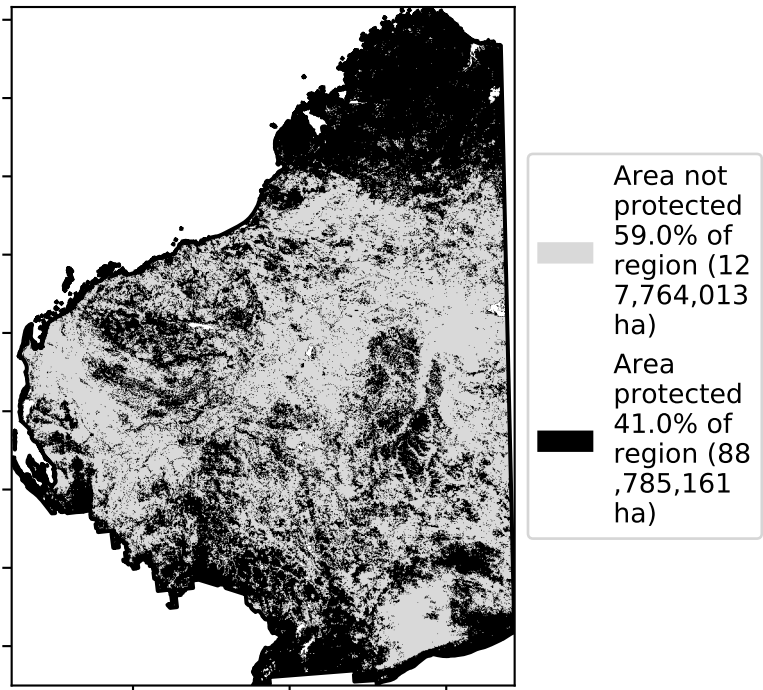 Area not
protected
59.0% of
region (12
7,764,013
ha)
Area
protected
41.0% of
region (88
,785,161
ha)